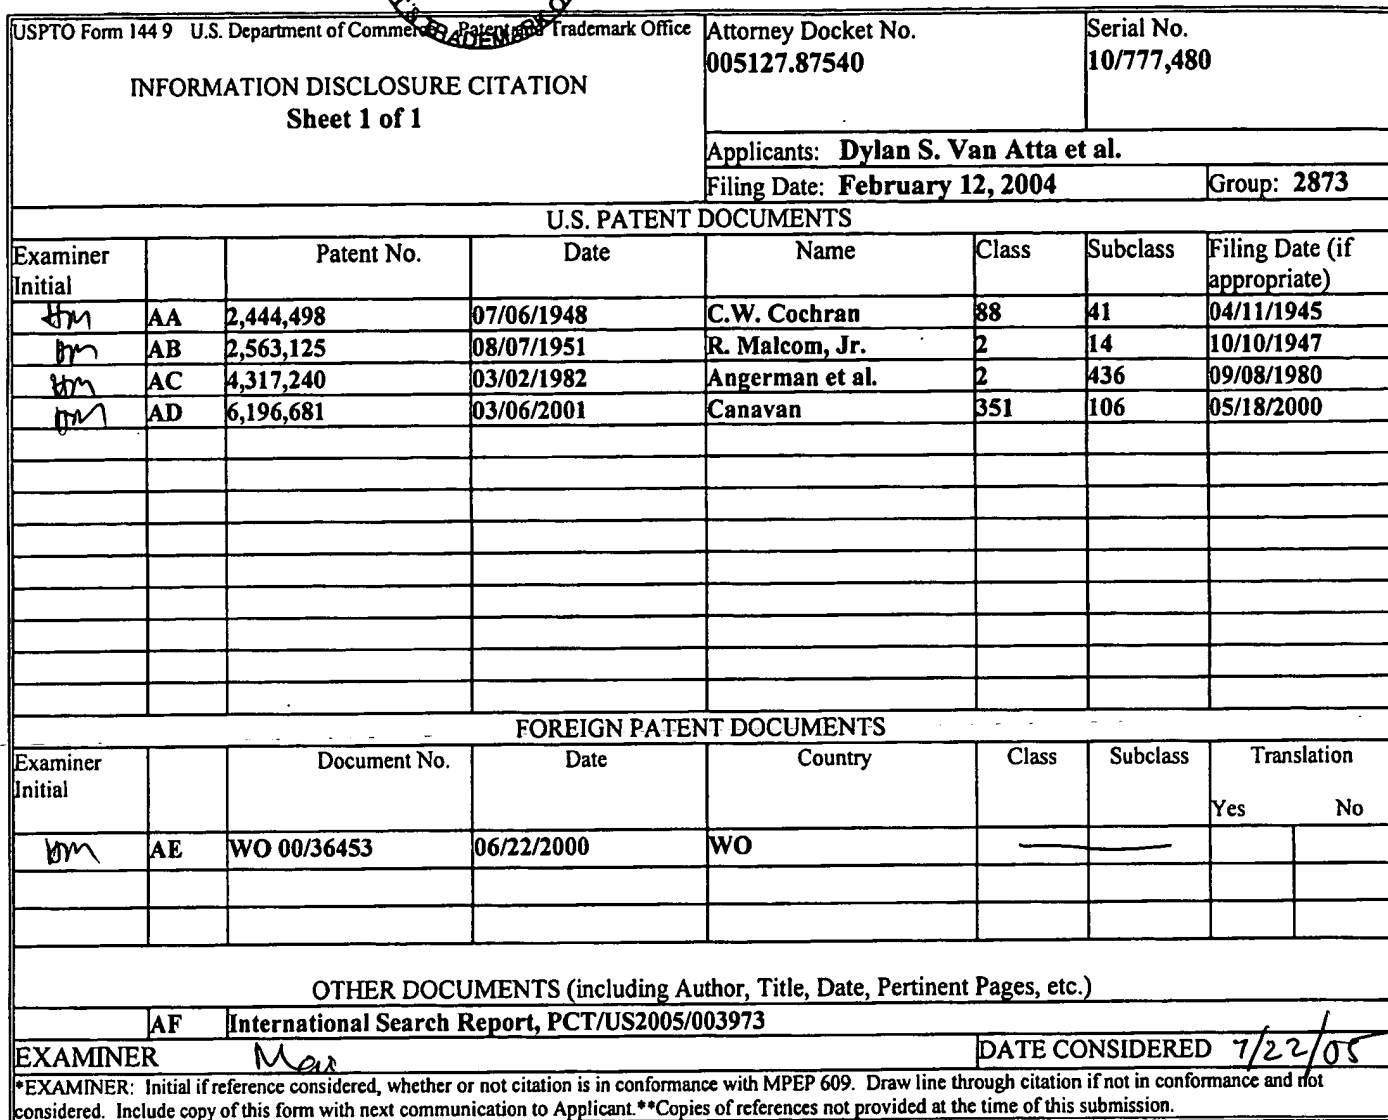 USPTO Form 144 9 U.S. Department of Commerce Patent and Trademark Office
TRADEMARK
INFORMATION DISCLOSURE CITATION
Sheet 1 of 1
Attorney Docket No.
005127.87540
Serial No.
10/777,480
Applicants: Dylan S. Van Atta et al.
Filing Date: February 12, 2004 Group: 2873
U.S. PATENT DOCUMENTS
Examiner Initial Patent No. Date Name Class Subclass Filing Date (if appropriate)
AA 2,444,498 07/06/1948 C.W. Cochran 88 41 04/11/1945
AB 2,563,125 08/07/1951 R. Malcom, Jr. 2 14 10/10/1947
AC 4,317,240 03/02/1982 Angerman et al. 2 436 09/08/1980
AD 6,196,681 03/06/2001 Canavan 351 106 05/18/2000
FOREIGN PATENT DOCUMENTS
Examiner Initial Document No. Date Country Class Subclass Translation
Yes No
AE WO 00/36453 06/22/2000 WO
OTHER DOCUMENTS (including Author, Title, Date, Pertinent Pages, etc.)
AF International Search Report, PCT/US2005/003973
EXAMINER DATE CONSIDERED 7/22/05
*EXAMINER: Initial if reference considered, whether or not citation is in conformance with MPEP 609. Draw line through citation if not in conformance and not
considered. Include copy of this form with next communication to Applicant.**Copies of references not provided at the time of this submission.